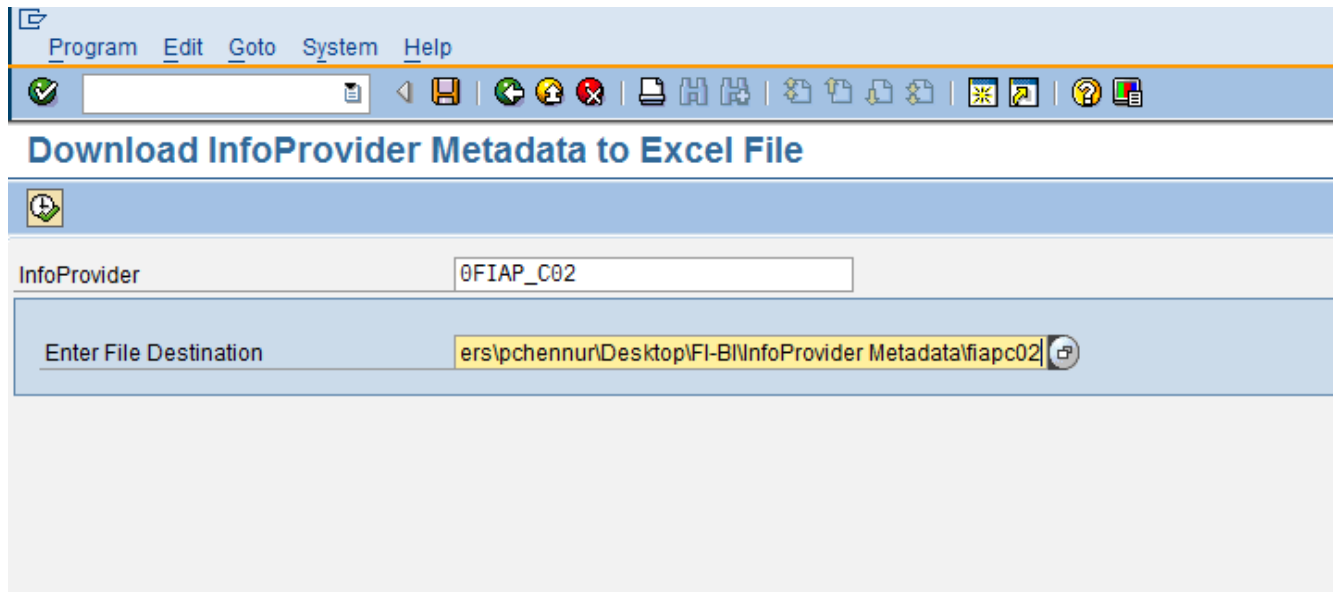 Program Edit Goto System Help
Download InfoProvider Metadata to Excel File
InfoProvider 0FIAP_C02
Enter File Destination ers\pchennur\Desktop\FI-BI\InfoProvider Metadata\fiapc02